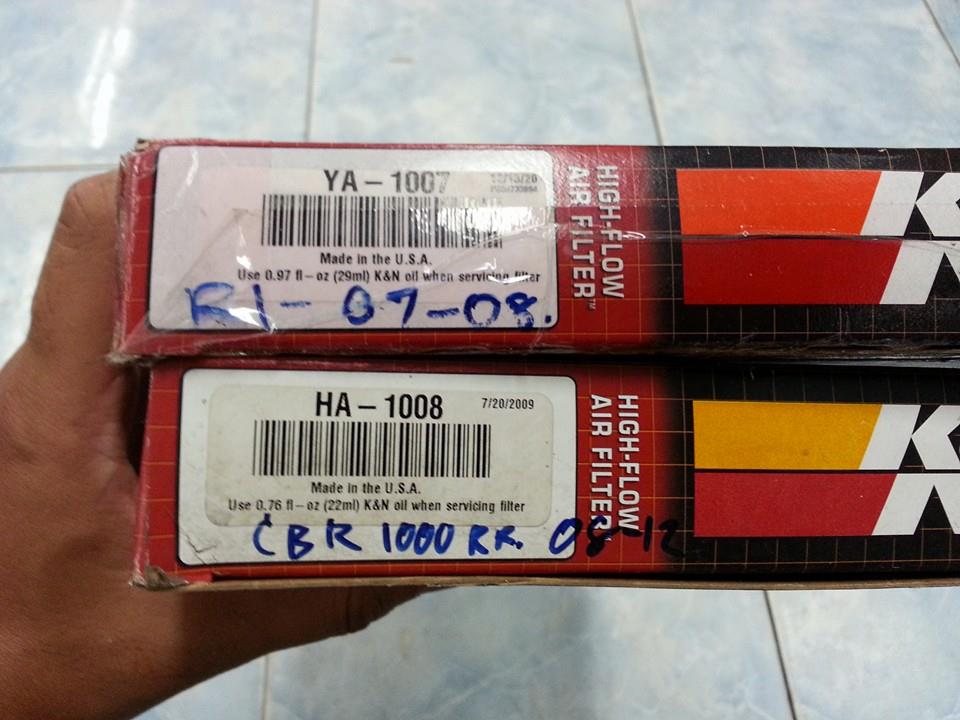 YA-1007
Made in the U.S.A.
Use 0.97 fl-oz (29ml) K&N oil when servicing filter
R1-07-08.
HIGH-FLOW
AIR FILTER™
K
HA-1008 7/20/2009
Made in the U.S.A.
Use 0.76 fl-oz (22ml) K&N oil when servicing filter
CBR 1000 RR. 08-12
HIGH-FLOW
AIR FILTER
K